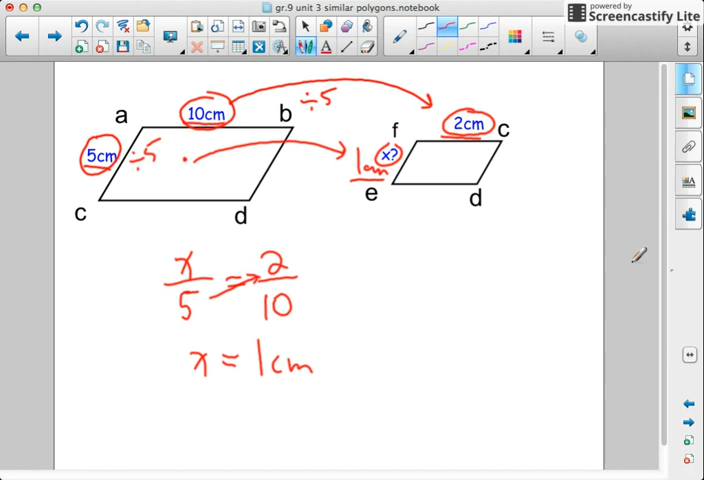 gr.9 unit 3 similar polygons.notebook
powered by
Screencastify Lite
a 10cm b ÷5
5cm ÷5
c d
f 2cm c
1cm x?
e d
x/5 = 2/10
x = 1cm